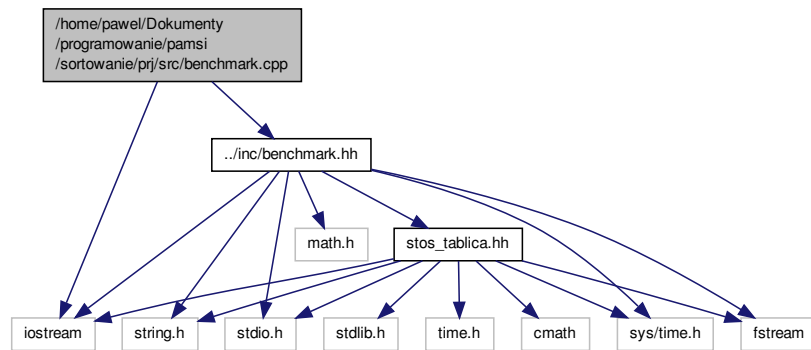 /home/pawel/Dokumenty
/programowanie/pamsi
/sortowanie/prj/src/benchmark.cpp
../inc/benchmark.hh
math.h
stos_tablica.hh
iostream
string.h
stdio.h
stdlib.h
time.h
cmath
sys/time.h
fstream